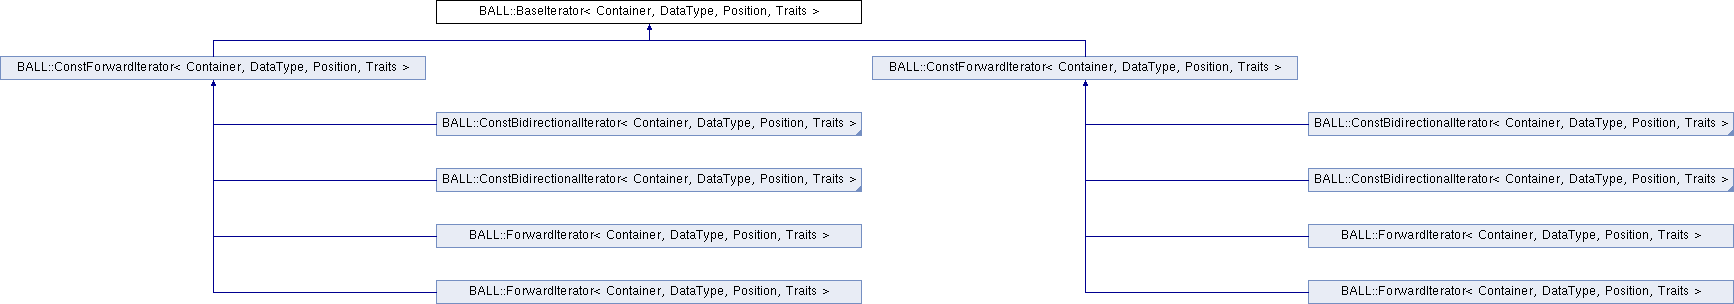 BALL::BaseIterator< Container, DataType, Position, Traits >
BALL::ConstForwardIterator< Container, DataType, Position, Traits >
BALL::ConstForwardIterator< Container, DataType, Position, Traits >
BALL::ConstBidirectionalIterator< Container, DataType, Position, Traits >
BALL::ConstBidirectionalIterator< Container, DataType, Position, Traits >
BALL::ConstBidirectionalIterator< Container, DataType, Position, Traits >
BALL::ConstBidirectionalIterator< Container, DataType, Position, Traits >
BALL::ForwardIterator< Container, DataType, Position, Traits >
BALL::ForwardIterator< Container, DataType, Position, Traits >
BALL::ForwardIterator< Container, DataType, Position, Traits >
BALL::ForwardIterator< Container, DataType, Position, Traits >